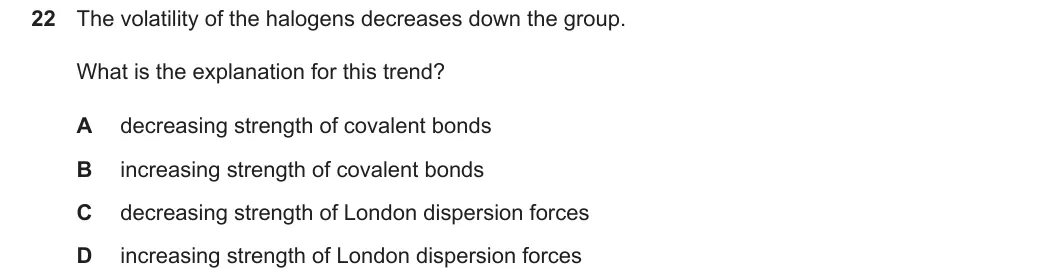 22 The volatility of the halogens decreases down the group.
What is the explanation for this trend?
A decreasing strength of covalent bonds
B increasing strength of covalent bonds
C decreasing strength of London dispersion forces
D increasing strength of London dispersion forces